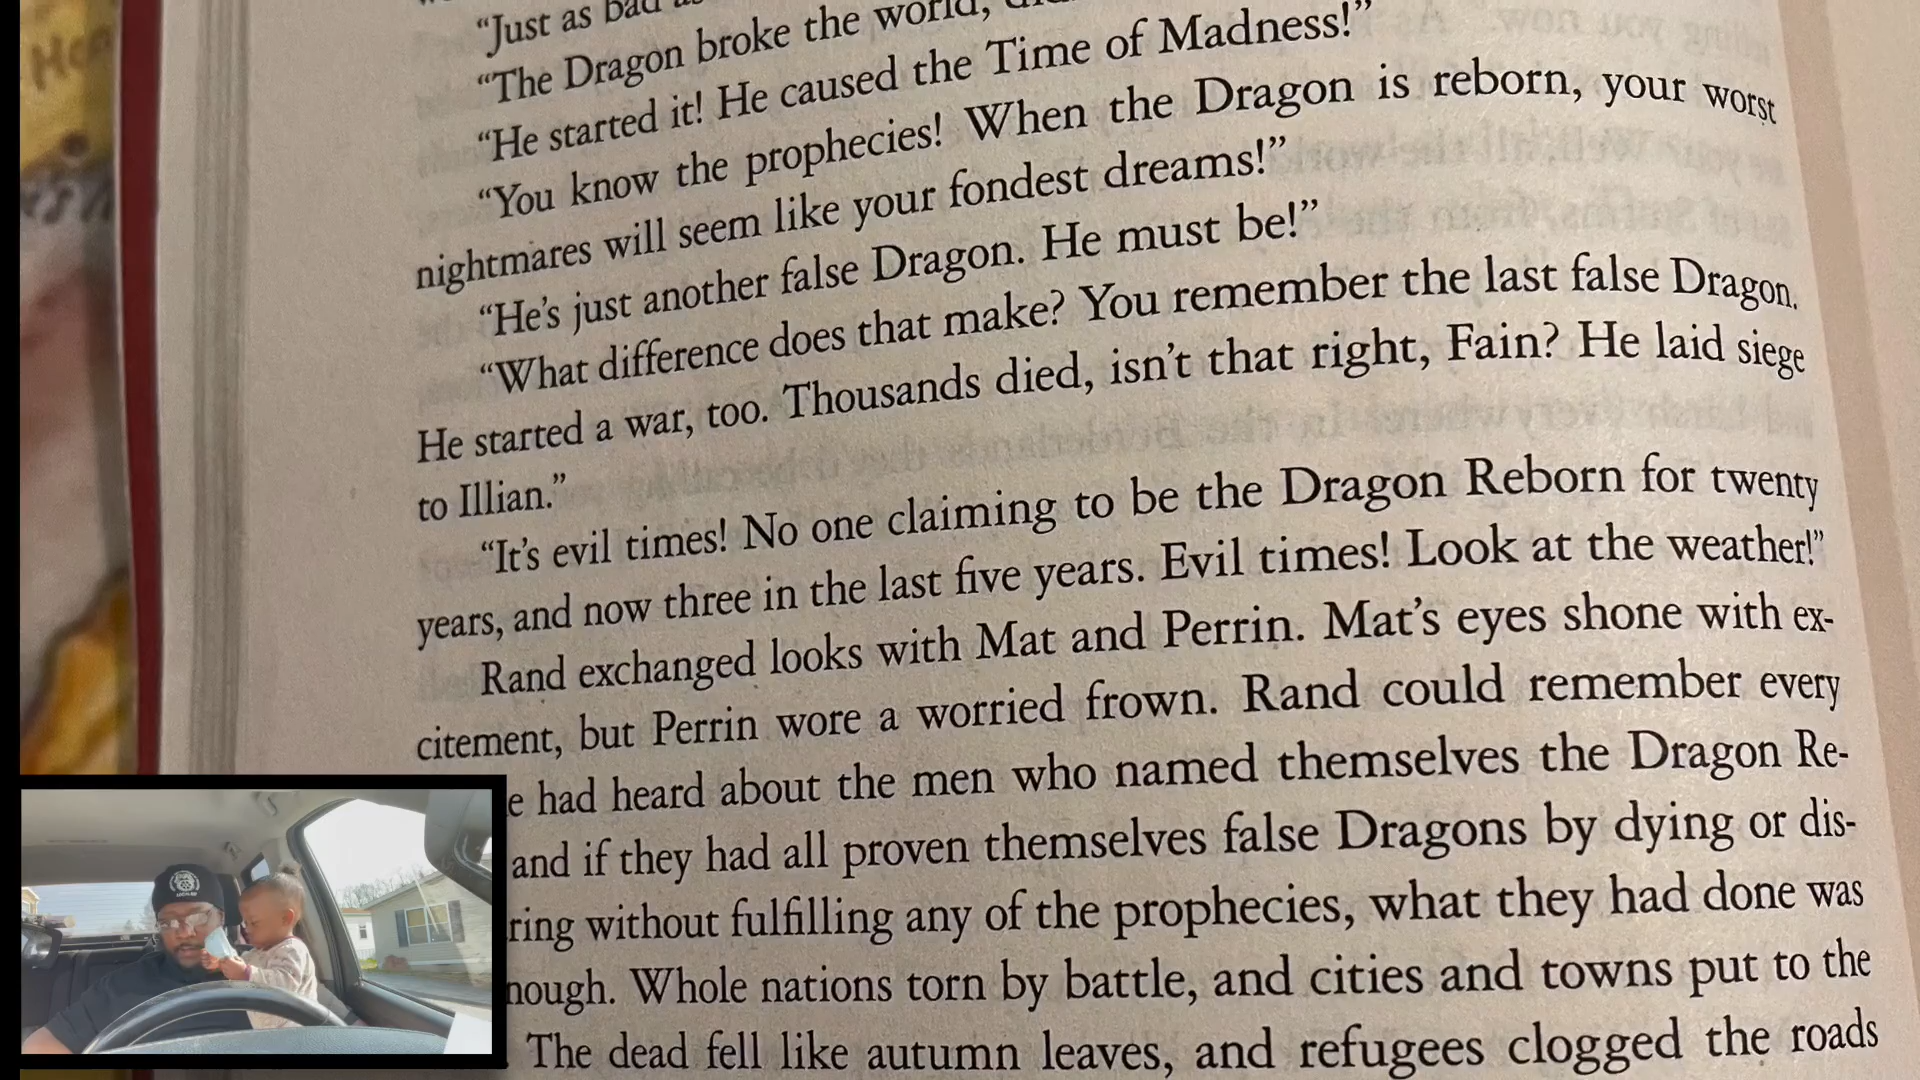 "Just as bad
"The Dragon broke the world,
"He started it! He caused the Time of Madness!"
"You know the prophecies! When the Dragon is reborn, your worst
nightmares will seem like your fondest dreams!"
"He's just another false Dragon. He must be!"
"What difference does that make? You remember the last false Dragon.
He started a war, too. Thousands died, isn't that right, Fain? He laid siege
to Illian."
"It's evil times! No one claiming to be the Dragon Reborn for twenty
years, and now three in the last five years. Evil times! Look at the weather!"
Rand exchanged looks with Mat and Perrin. Mat's eyes shone with ex-
citement, but Perrin wore a worried frown. Rand could remember every
e had heard about the men who named themselves the Dragon Re-
and if they had all proven themselves false Dragons by dying or dis-
ring without fulfilling any of the prophecies, what they had done was
nough. Whole nations torn by battle, and cities and towns put to the
The dead fell like autumn leaves, and refugees clogged the roads